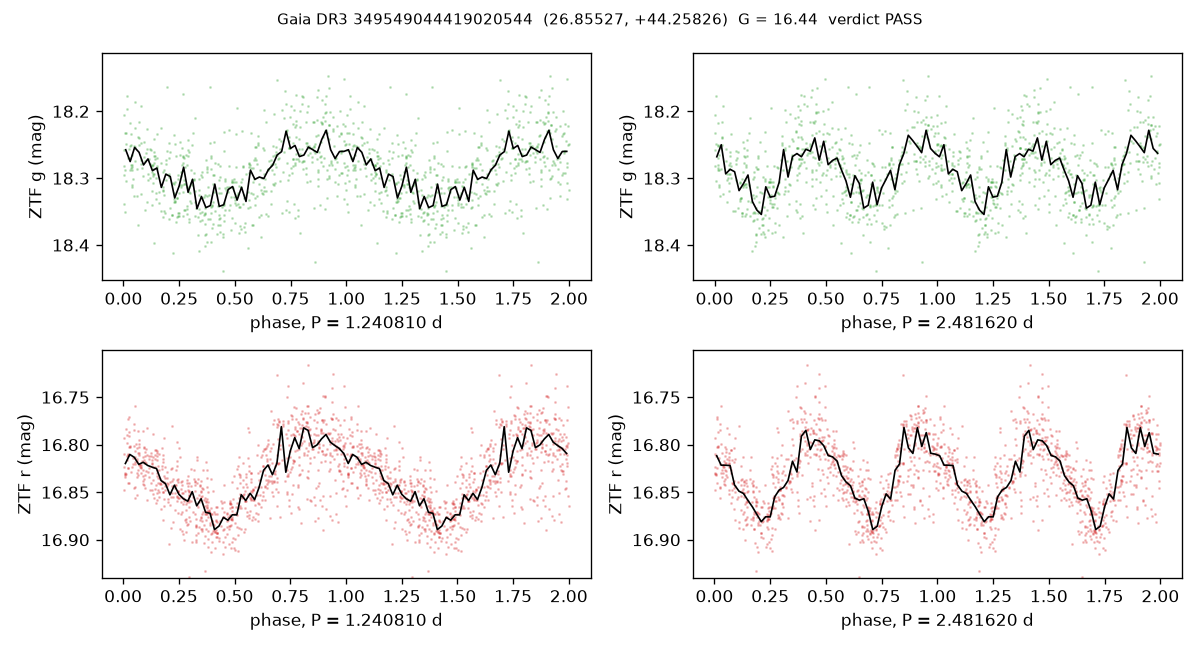 Gaia DR3 349549044419020544  (26.85527, +44.25826)  G = 16.44  verdict PASS
ZTF g (mag)
18.2
18.3
18.4
0.00 0.25 0.50 0.75 1.00 1.25 1.50 1.75 2.00
phase, P = 1.240810 d
ZTF g (mag)
18.2
18.3
18.4
0.00 0.25 0.50 0.75 1.00 1.25 1.50 1.75 2.00
phase, P = 2.481620 d
ZTF r (mag)
16.75
16.80
16.85
16.90
0.00 0.25 0.50 0.75 1.00 1.25 1.50 1.75 2.00
phase, P = 1.240810 d
ZTF r (mag)
16.75
16.80
16.85
16.90
0.00 0.25 0.50 0.75 1.00 1.25 1.50 1.75 2.00
phase, P = 2.481620 d